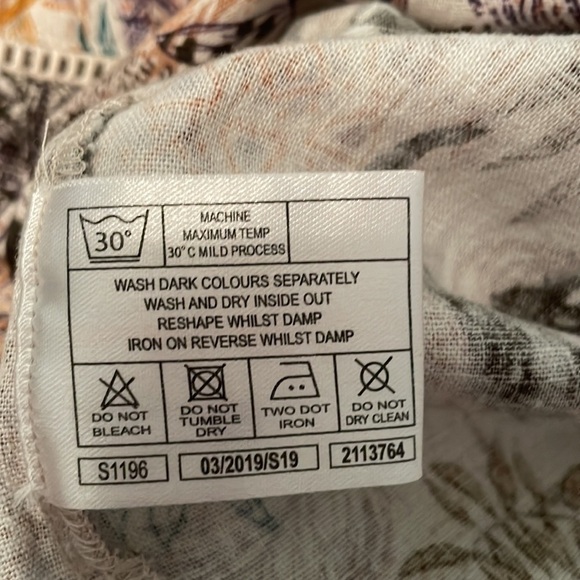 30°
MACHINE
MAXIMUM TEMP
30°C MILD PROCESS
WASH DARK COLOURS SEPARATELY
WASH AND DRY INSIDE OUT
RESHAPE WHILST DAMP
IRON ON REVERSE WHILST DAMP
DO NOT
BLEACH
DO NOT
TUMBLE
DRY
TWO DOT
IRON
DO NOT
DRY CLEAN
S1196
03/2019/S19
2113764